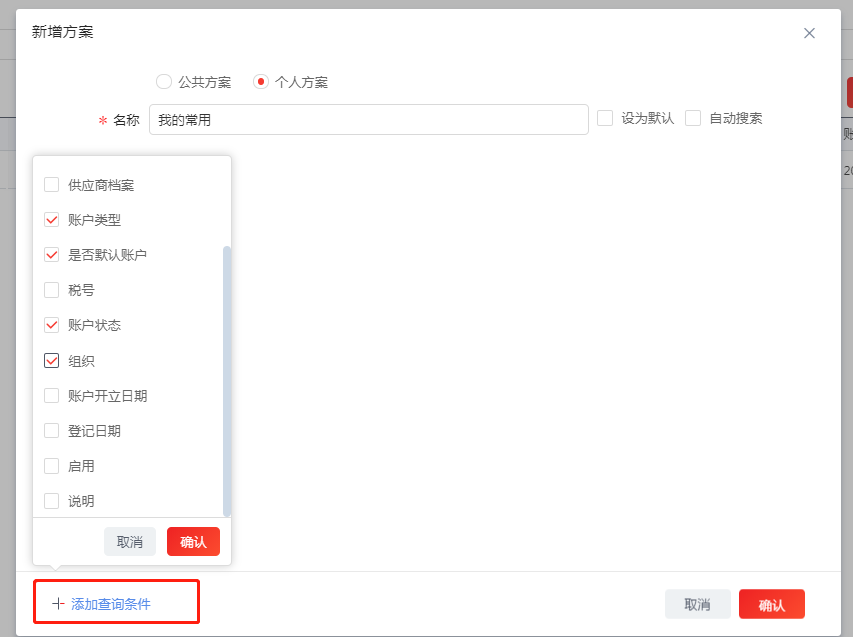 新增方案
公共方案 个人方案
* 名称 我的常用 设为默认 自动搜索
供应商档案
账户类型
是否默认账户
税号
账户状态
组织
账户开立日期
登记日期
启用
说明
取消 确认
添加查询条件
取消 确认
账
20